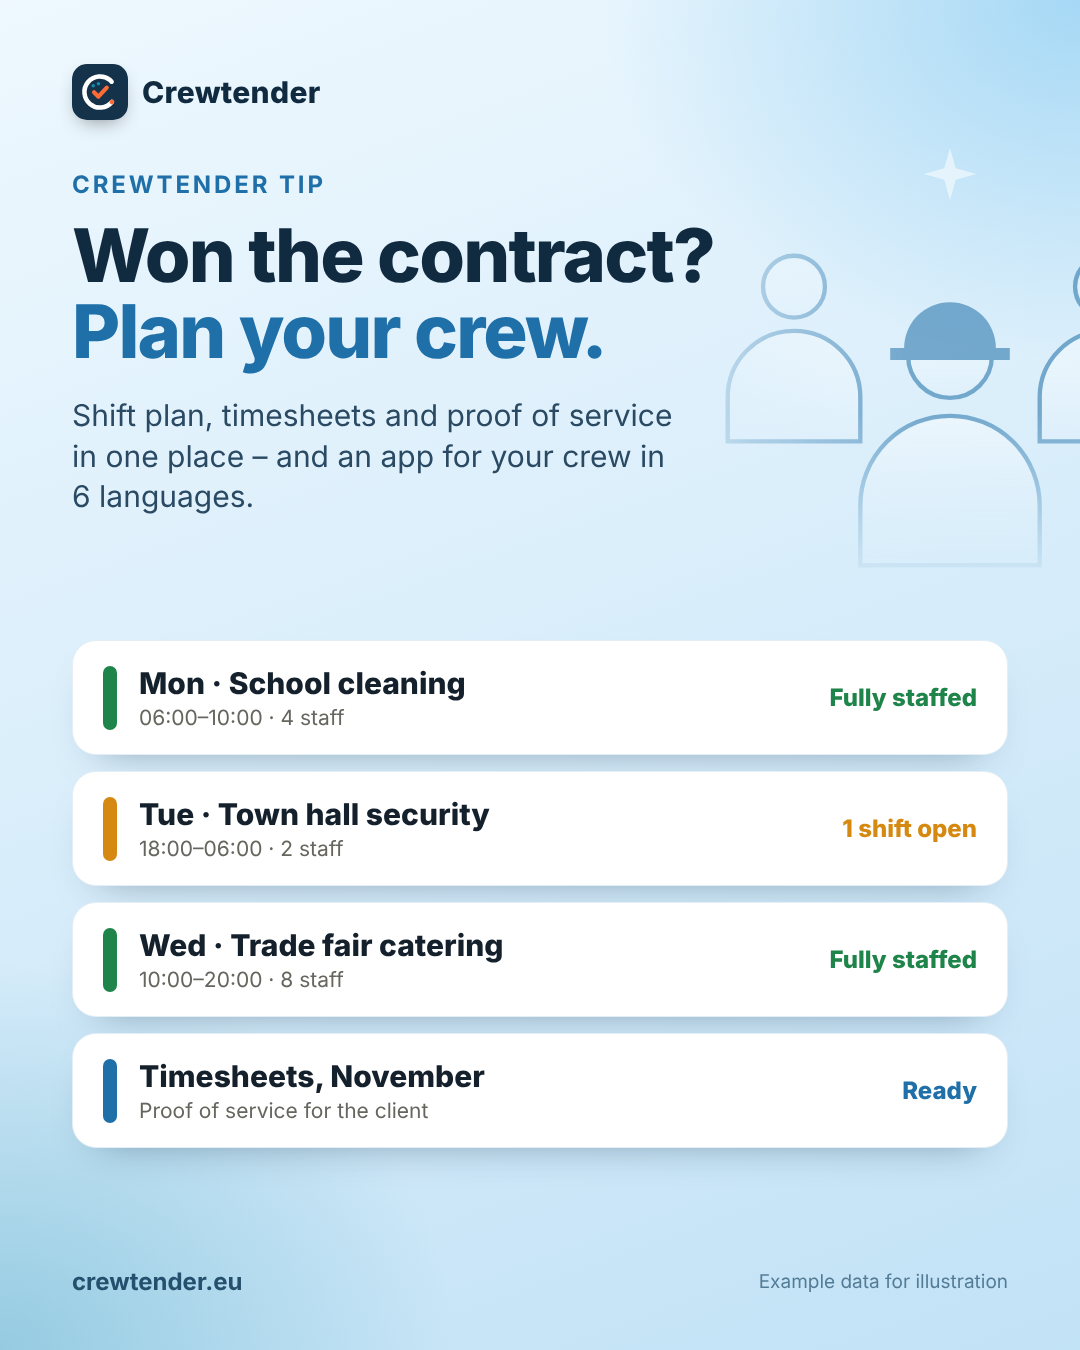 Crewtender
CREWTENDER TIP
Won the contract?
Plan your crew.
Shift plan, timesheets and proof of service
in one place – and an app for your crew in
6 languages.
Mon · School cleaning
06:00–10:00 · 4 staff
Fully staffed
Tue · Town hall security
18:00–06:00 · 2 staff
1 shift open
Wed · Trade fair catering
10:00–20:00 · 8 staff
Fully staffed
Timesheets, November
Proof of service for the client
Ready
crewtender.eu
Example data for illustration